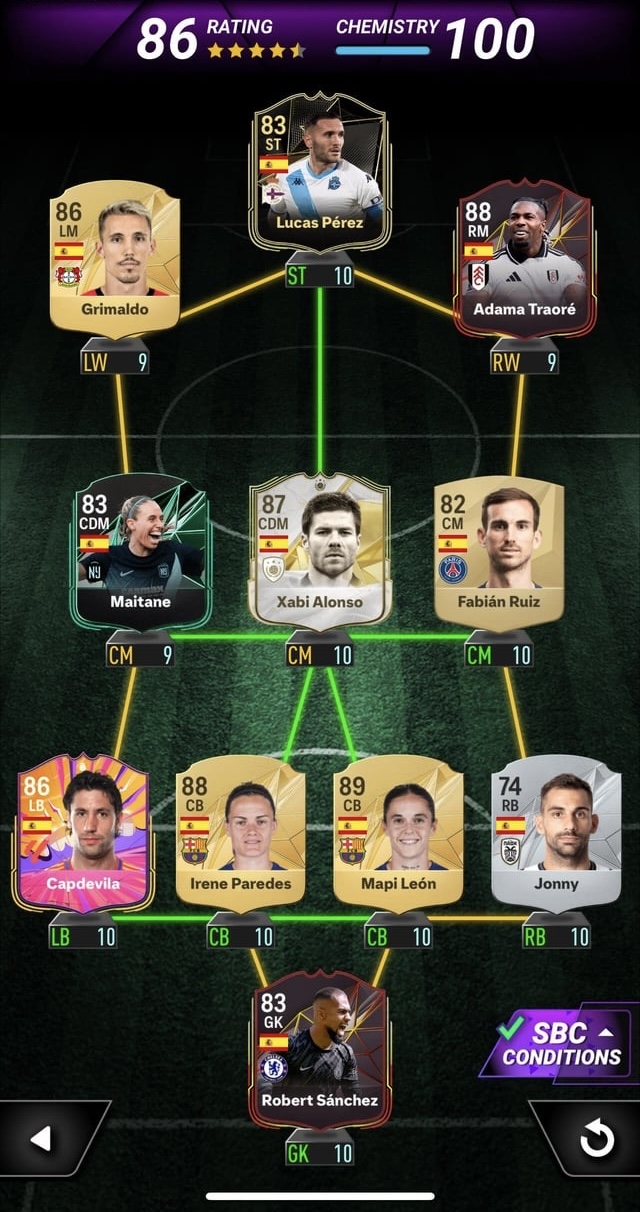 86 RATING CHEMISTRY 100
83
ST
Lucas Pérez
ST 10
86
LM
Grimaldo
LW 9
88
RM
Adama Traoré
RW 9
83
CDM
NJ
Maitane
CM 9
87
CDM
Xabi Alonso
CM 10
82
CM
PARIS
Fabián Ruiz
CM 10
86
LB
Capdevila
LB 10
88
CB
Irene Paredes
CB 10
89
CB
Mapi León
CB 10
74
RB
Jonny
RB 10
83
GK
Robert Sánchez
GK 10
SBC
CONDITIONS